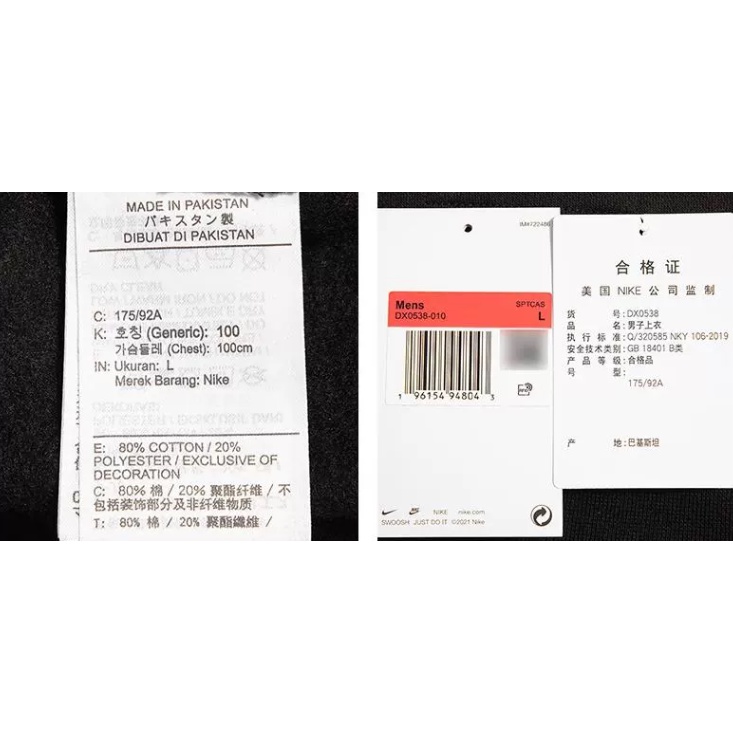 MADE IN PAKISTAN
パキスタン製
DIBUAT DI PAKISTAN
C: 175/92A
K: 호칭 (Generic): 100
가슴둘레 (Chest): 100cm
IN: Ukuran: L
Merek Barang: Nike
E: 80% COTTON / 20%
POLYESTER / EXCLUSIVE OF
DECORATION
C: 80% 棉 / 20% 聚酯纤维 / 不
包括装饰部分及非纤维物质
T: 80% 棉 / 20% 聚酯纖維 /
Mens SPTCAS
DX0538-010 L
1 96154 94804 3
NIKE nike.com
SWOOSH JUST DO IT ©2021 Nike
合格证
美国 NIKE 公司监制
货号: DX0538
品名: 男子上衣
执行标准: Q/320585 NKY 106-2019
安全技术类别: GB 18401 B类
产品等级: 合格品
号型:
175/92A
产地: 巴基斯坦